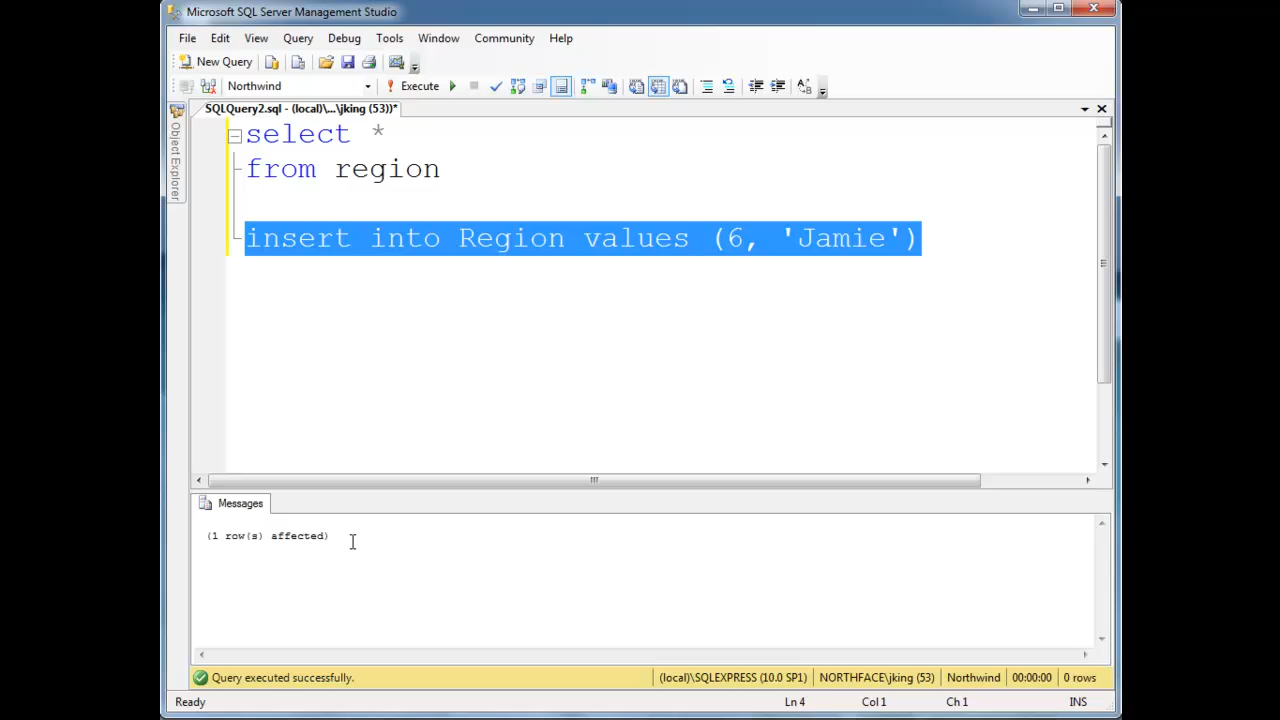 Microsoft SQL Server Management Studio
File Edit View Query Debug Tools Window Community Help
New Query
Northwind Execute
SQLQuery2.sql - (local)\...\jking (53))*
Object Explorer
select *
from region
insert into Region values (6, 'Jamie')
Messages
(1 row(s) affected)
Query executed successfully. (local)\SQLEXPRESS (10.0 SP1) NORTHFACE\jking (53) Northwind 00:00:00 0 rows
Ready Ln 4 Col 1 Ch 1 INS